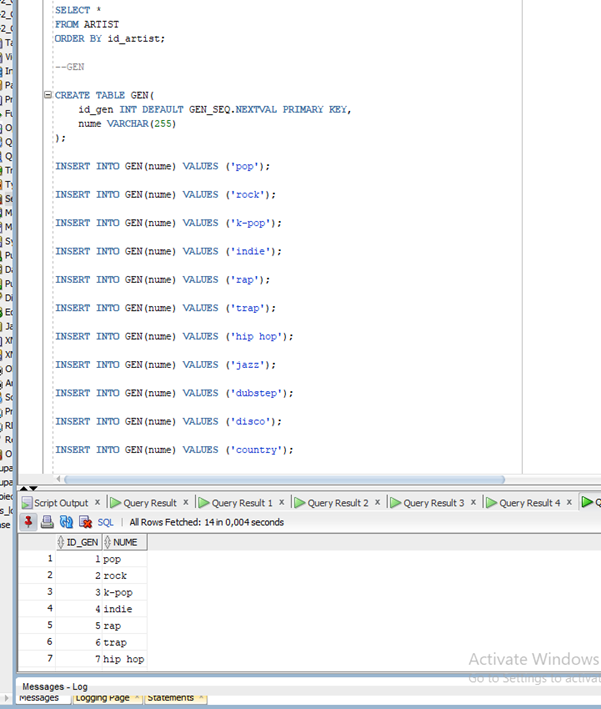 SELECT *
FROM ARTIST
ORDER BY id_artist;
--GEN
CREATE TABLE GEN(
id_gen INT DEFAULT GEN_SEQ.NEXTVAL PRIMARY KEY,
nume VARCHAR(255)
);
INSERT INTO GEN(nume) VALUES ('pop');
INSERT INTO GEN(nume) VALUES ('rock');
INSERT INTO GEN(nume) VALUES ('k-pop');
INSERT INTO GEN(nume) VALUES ('indie');
INSERT INTO GEN(nume) VALUES ('rap');
INSERT INTO GEN(nume) VALUES ('trap');
INSERT INTO GEN(nume) VALUES ('hip hop');
INSERT INTO GEN(nume) VALUES ('jazz');
INSERT INTO GEN(nume) VALUES ('dubstep');
INSERT INTO GEN(nume) VALUES ('disco');
INSERT INTO GEN(nume) VALUES ('country');
Script Output x Query Result x Query Result 1 x Query Result 2 x Query Result 3 x Query Result 4 x
SQL | All Rows Fetched: 14 in 0,004 seconds
ID_GEN NUME
1 1 pop
2 2 rock
3 3 k-pop
4 4 indie
5 5 rap
6 6 trap
7 7 hip hop
Activate Windows
Go to Settings to activat
Messages - Log
Messages Logging Page x Statements x